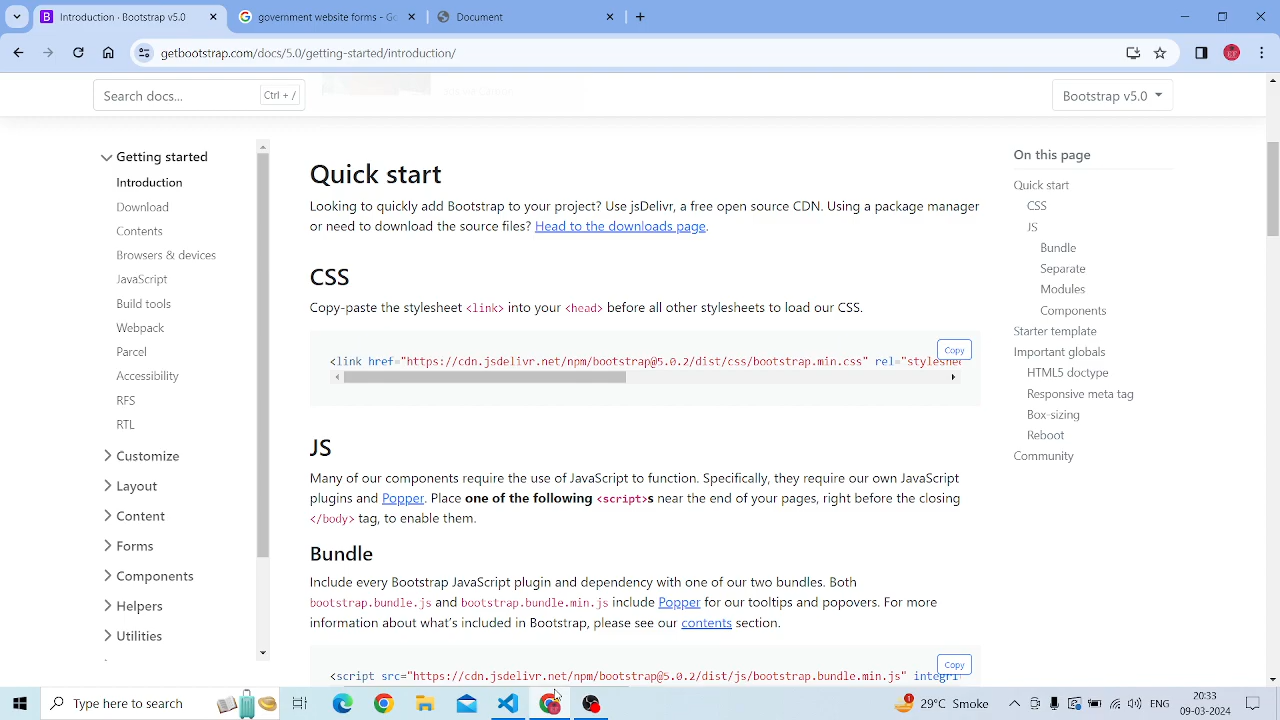 Introduction · Bootstrap v5.0
government website forms - Go
Document
getbootstrap.com/docs/5.0/getting-started/introduction/
Search docs...
Ctrl + /
Bootstrap v5.0
Getting started
Introduction
Download
Contents
Browsers & devices
JavaScript
Build tools
Webpack
Parcel
Accessibility
RFS
RTL
Customize
Layout
Content
Forms
Components
Helpers
Utilities
Quick start
Looking to quickly add Bootstrap to your project? Use jsDelivr, a free open source CDN. Using a package manager
or need to download the source files? Head to the downloads page.
CSS
Copy-paste the stylesheet <link> into your <head> before all other stylesheets to load our CSS.
Copy
<link href="https://cdn.jsdelivr.net/npm/bootstrap@5.0.2/dist/css/bootstrap.min.css" rel="styleshe
JS
Many of our components require the use of JavaScript to function. Specifically, they require our own JavaScript
plugins and Popper. Place one of the following <script>s near the end of your pages, right before the closing
</body> tag, to enable them.
Bundle
Include every Bootstrap JavaScript plugin and dependency with one of our two bundles. Both
bootstrap.bundle.js and bootstrap.bundle.min.js include Popper for our tooltips and popovers. For more
information about what's included in Bootstrap, please see our contents section.
Copy
<script src="https://cdn.jsdelivr.net/npm/bootstrap@5.0.2/dist/js/bootstrap.bundle.min.js" integri
On this page
Quick start
CSS
JS
Bundle
Separate
Modules
Components
Starter template
Important globals
HTML5 doctype
Responsive meta tag
Box-sizing
Reboot
Community
Type here to search
29°C Smoke
ENG
20:33
09-03-2024